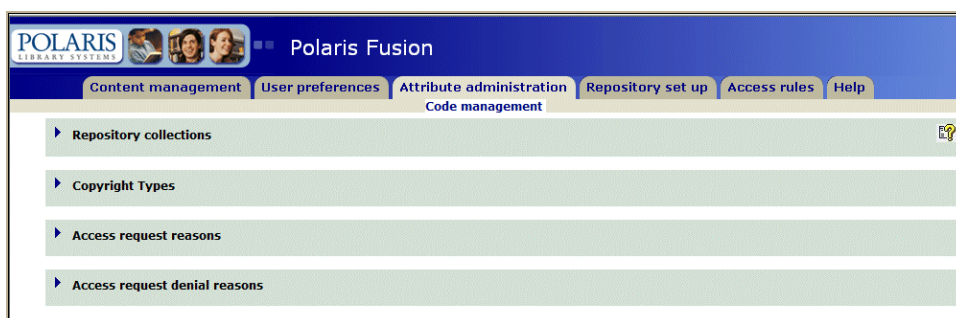 POLARIS
LIBRARY SYSTEMS
Polaris Fusion
Content management User preferences Attribute administration Repository set up Access rules Help
Code management
Repository collections
Copyright Types
Access request reasons
Access request denial reasons